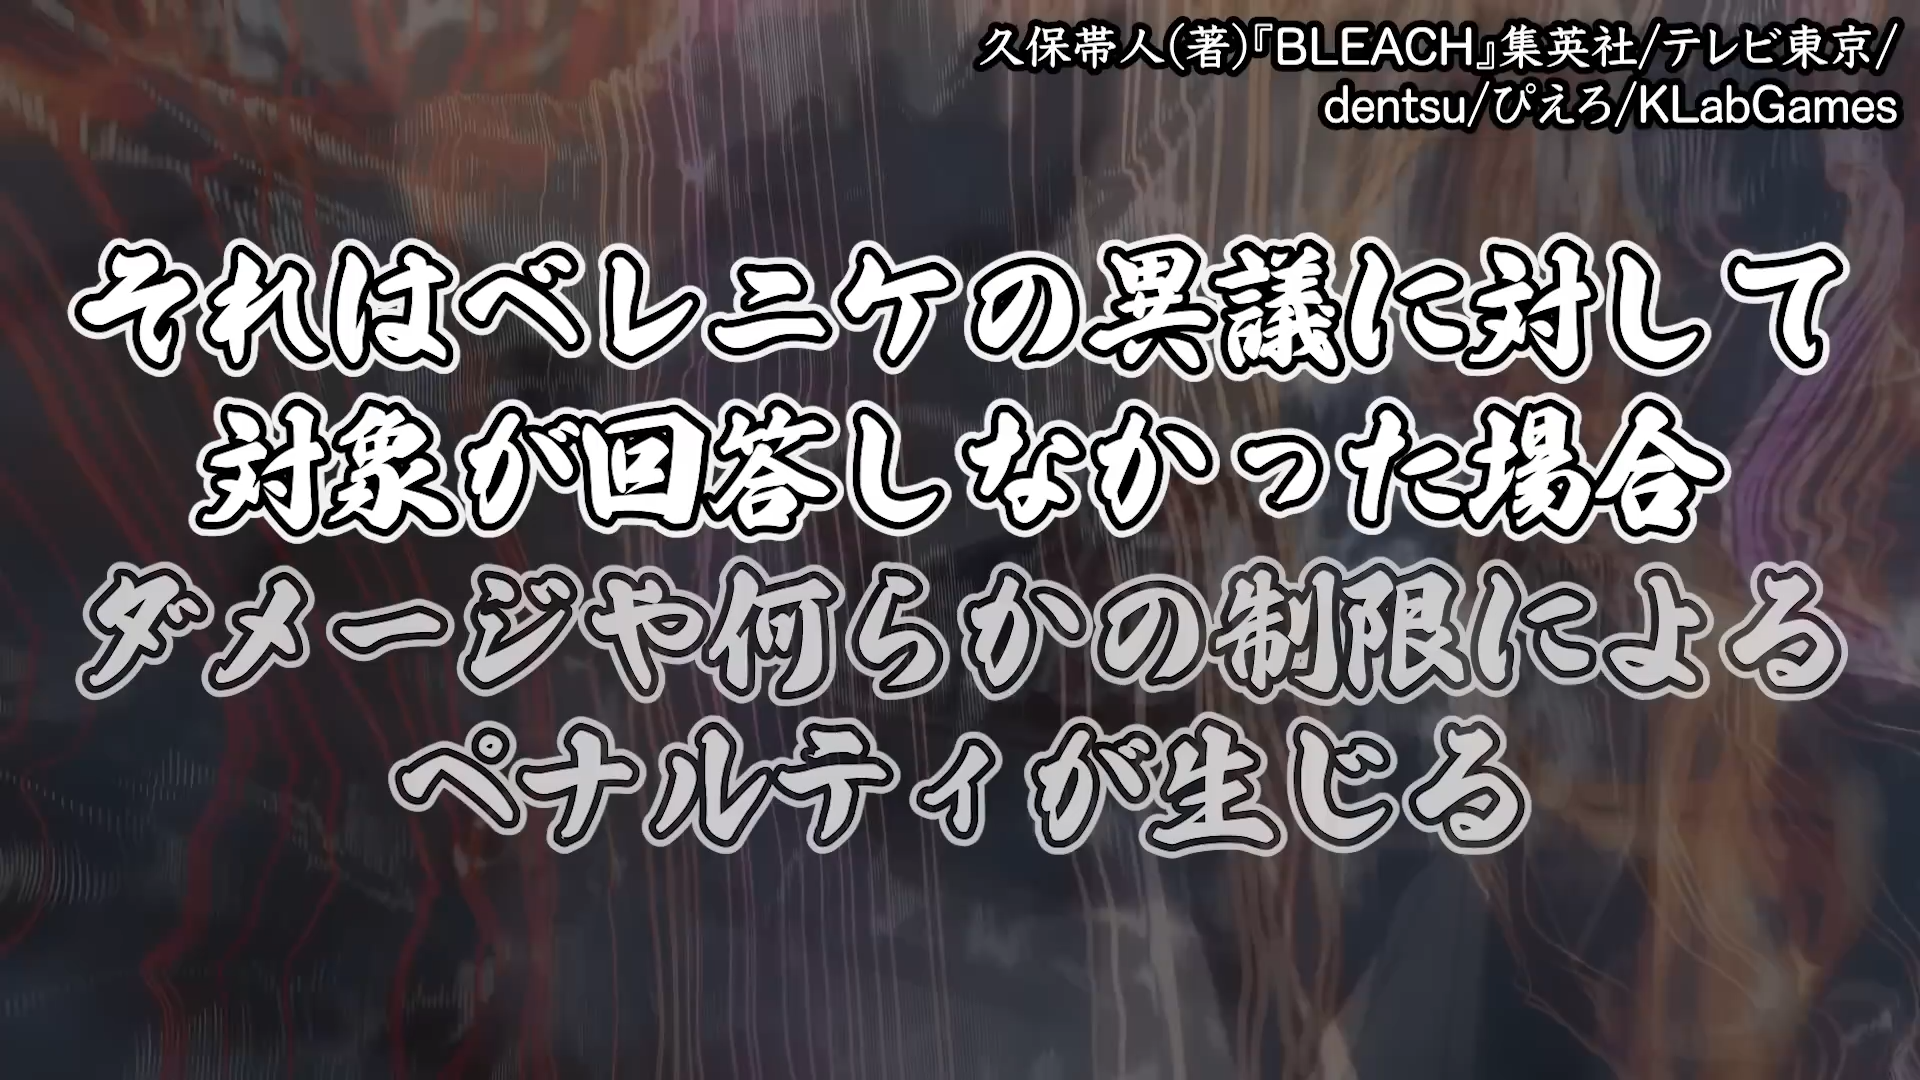 久保帯人(著)『BLEACH』集英社/テレビ東京/
dentsu/ぴえろ/KLabGames
それはベレニケの異議に対して
対象が回答しなかった場合
ダメージや何らかの制限による
ペナルティが生じる